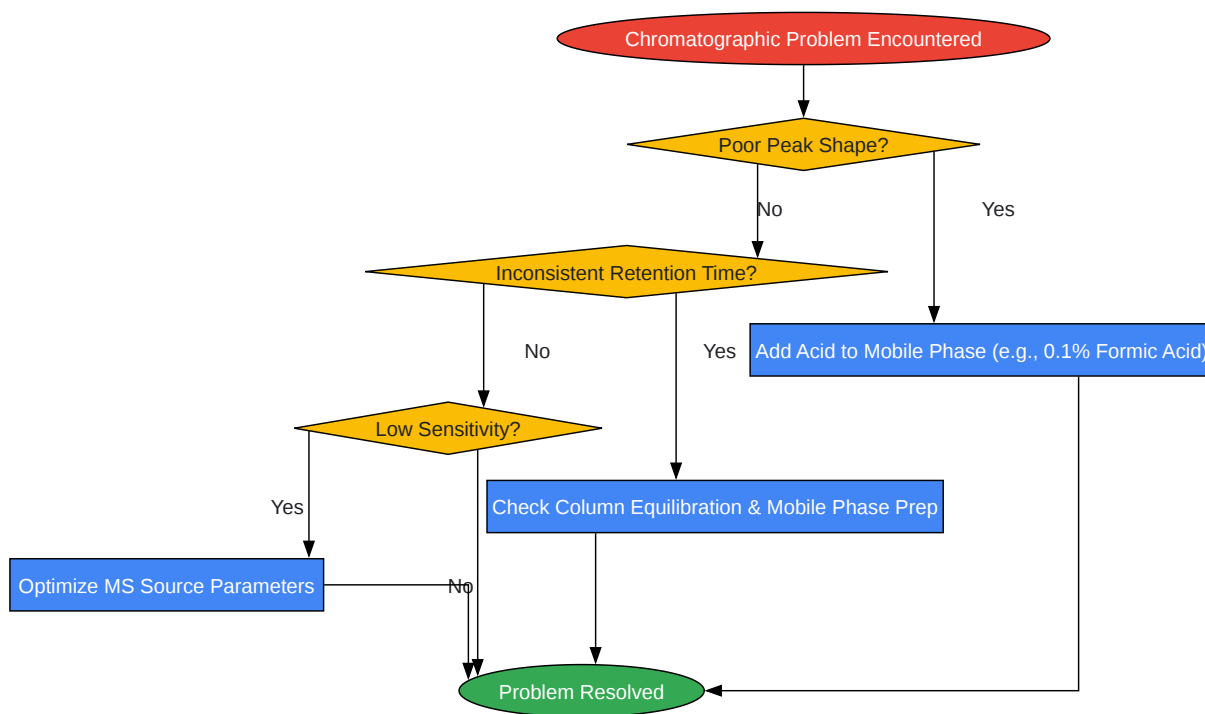 Chromatographic Problem Encountered
Poor Peak Shape?
No
Yes
Inconsistent Retention Time?
No
Yes
Add Acid to Mobile Phase (e.g., 0.1% Formic Acid)
Low Sensitivity?
Yes
Check Column Equilibration & Mobile Phase Prep
Optimize MS Source Parameters
No
Problem Resolved